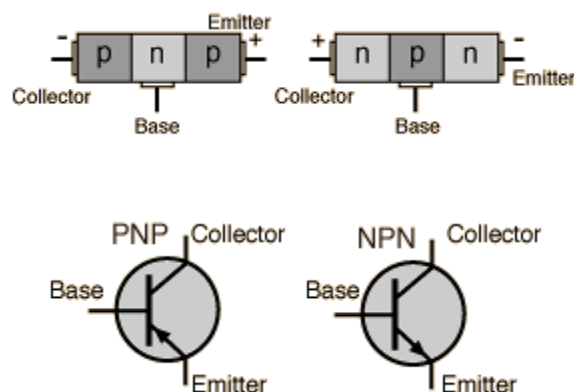 Emitter
- p n p +
Collector
Base
+ n p n -
Collector
Emitter
Base
PNP
Collector
Base
Emitter
NPN
Collector
Base
Emitter